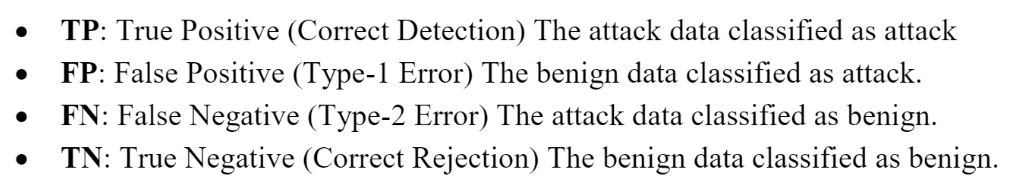 • TP: True Positive (Correct Detection) The attack data classified as attack
• FP: False Positive (Type-1 Error) The benign data classified as attack.
• FN: False Negative (Type-2 Error) The attack data classified as benign.
• TN: True Negative (Correct Rejection) The benign data classified as benign.